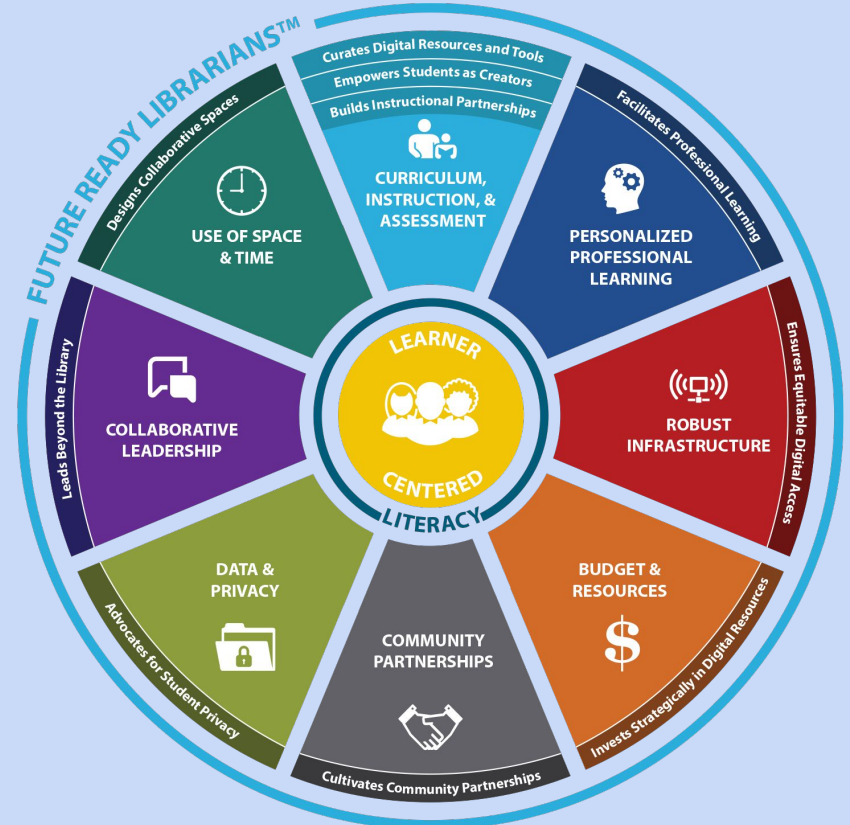 FUTURE READY LIBRARIANS™
Curates Digital Resources and Tools
Empowers Students as Creators
Builds Instructional Partnerships
CURRICULUM,
INSTRUCTION, &
ASSESSMENT
Facilitates Professional Learning
PERSONALIZED
PROFESSIONAL
LEARNING
Ensures Equitable Digital Access
ROBUST
INFRASTRUCTURE
Invests Strategically in Digital Resources
BUDGET &
RESOURCES
$
Cultivates Community Partnerships
COMMUNITY
PARTNERSHIPS
Advocates for Student Privacy
DATA &
PRIVACY
Leads Beyond the Library
COLLABORATIVE
LEADERSHIP
Designs Collaborative Spaces
USE OF SPACE
& TIME
LEARNER
CENTERED
LITERACY